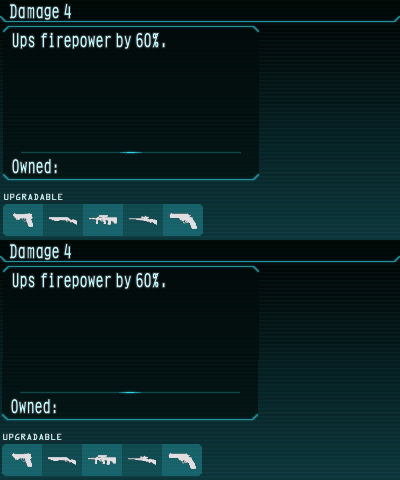 Damage 4
Ups firepower by 60%.
Owned:
UPGRADABLE
Damage 4
Ups firepower by 60%.
Owned:
UPGRADABLE